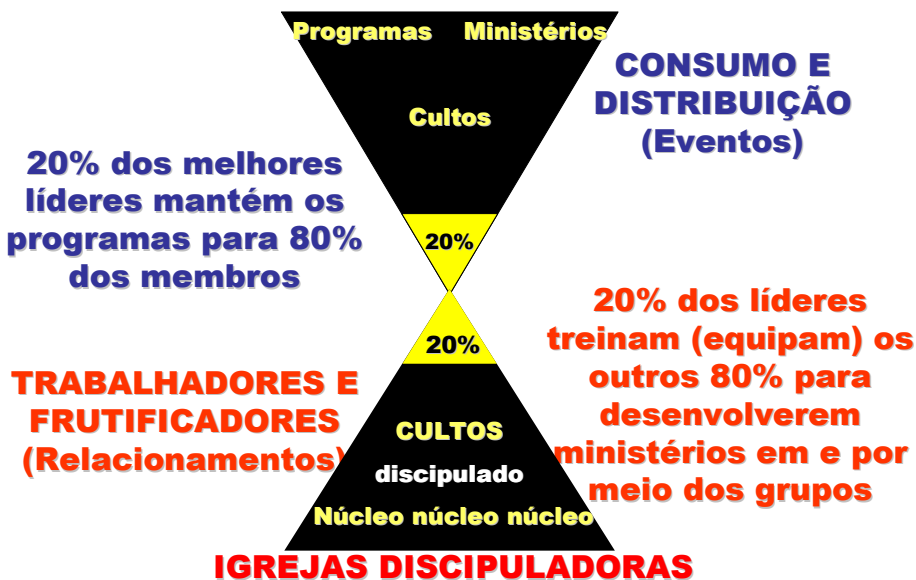 Programas Ministérios
Cultos
CONSUMO E
DISTRIBUIÇÃO
(Eventos)
20% dos melhores
líderes mantém os
programas para 80%
dos membros
20%
20%
20% dos líderes
treinam (equipam) os
outros 80% para
desenvolverem
ministérios em e por
meio dos grupos
TRABALHADORES E
FRUTIFICADORES
(Relacionamentos)
CULTOS
discipulado
Núcleo núcleo núcleo
IGREJAS DISCIPULADORAS